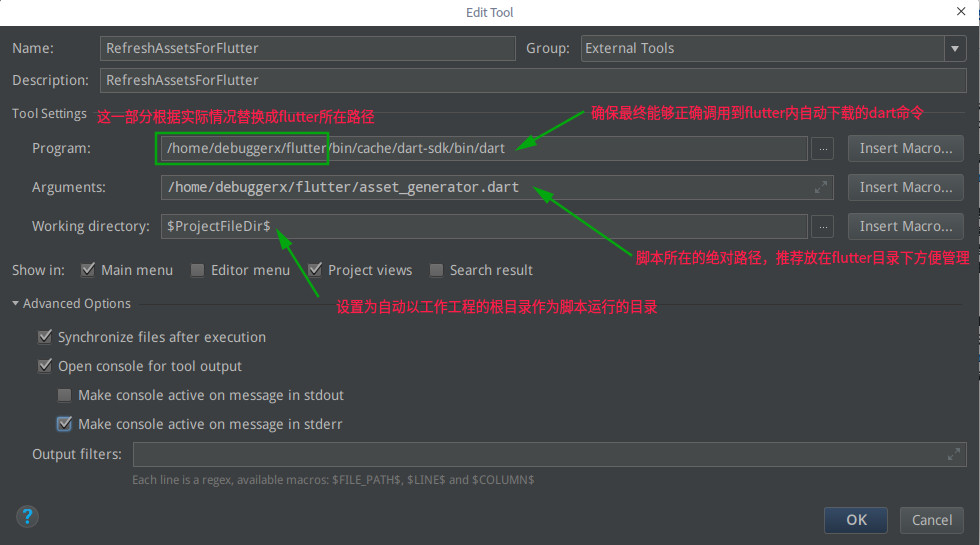 Edit Tool
Name: RefreshAssetsForFlutter Group: External Tools
Description: RefreshAssetsForFlutter
Tool Settings 这一部分根据实际情况替换成flutter所在路径 确保最终能够正确调用到flutter内自动下载的dart命令
Program: /home/debuggerx/flutter/bin/cache/dart-sdk/bin/dart ... Insert Macro...
Arguments: /home/debuggerx/flutter/asset_generator.dart Insert Macro...
Working directory: $ProjectFileDir$ ... Insert Macro...
脚本所在的绝对路径，推荐放在flutter目录下方便管理
Show in: Main menu Editor menu Project views Search result
设置为自动以工作工程的根目录作为脚本运行的目录
Advanced Options
Synchronize files after execution
Open console for tool output
Make console active on message in stdout
Make console active on message in stderr
Output filters:
Each line is a regex, available macros: $FILE_PATH$, $LINE$ and $COLUMN$
? OK Cancel